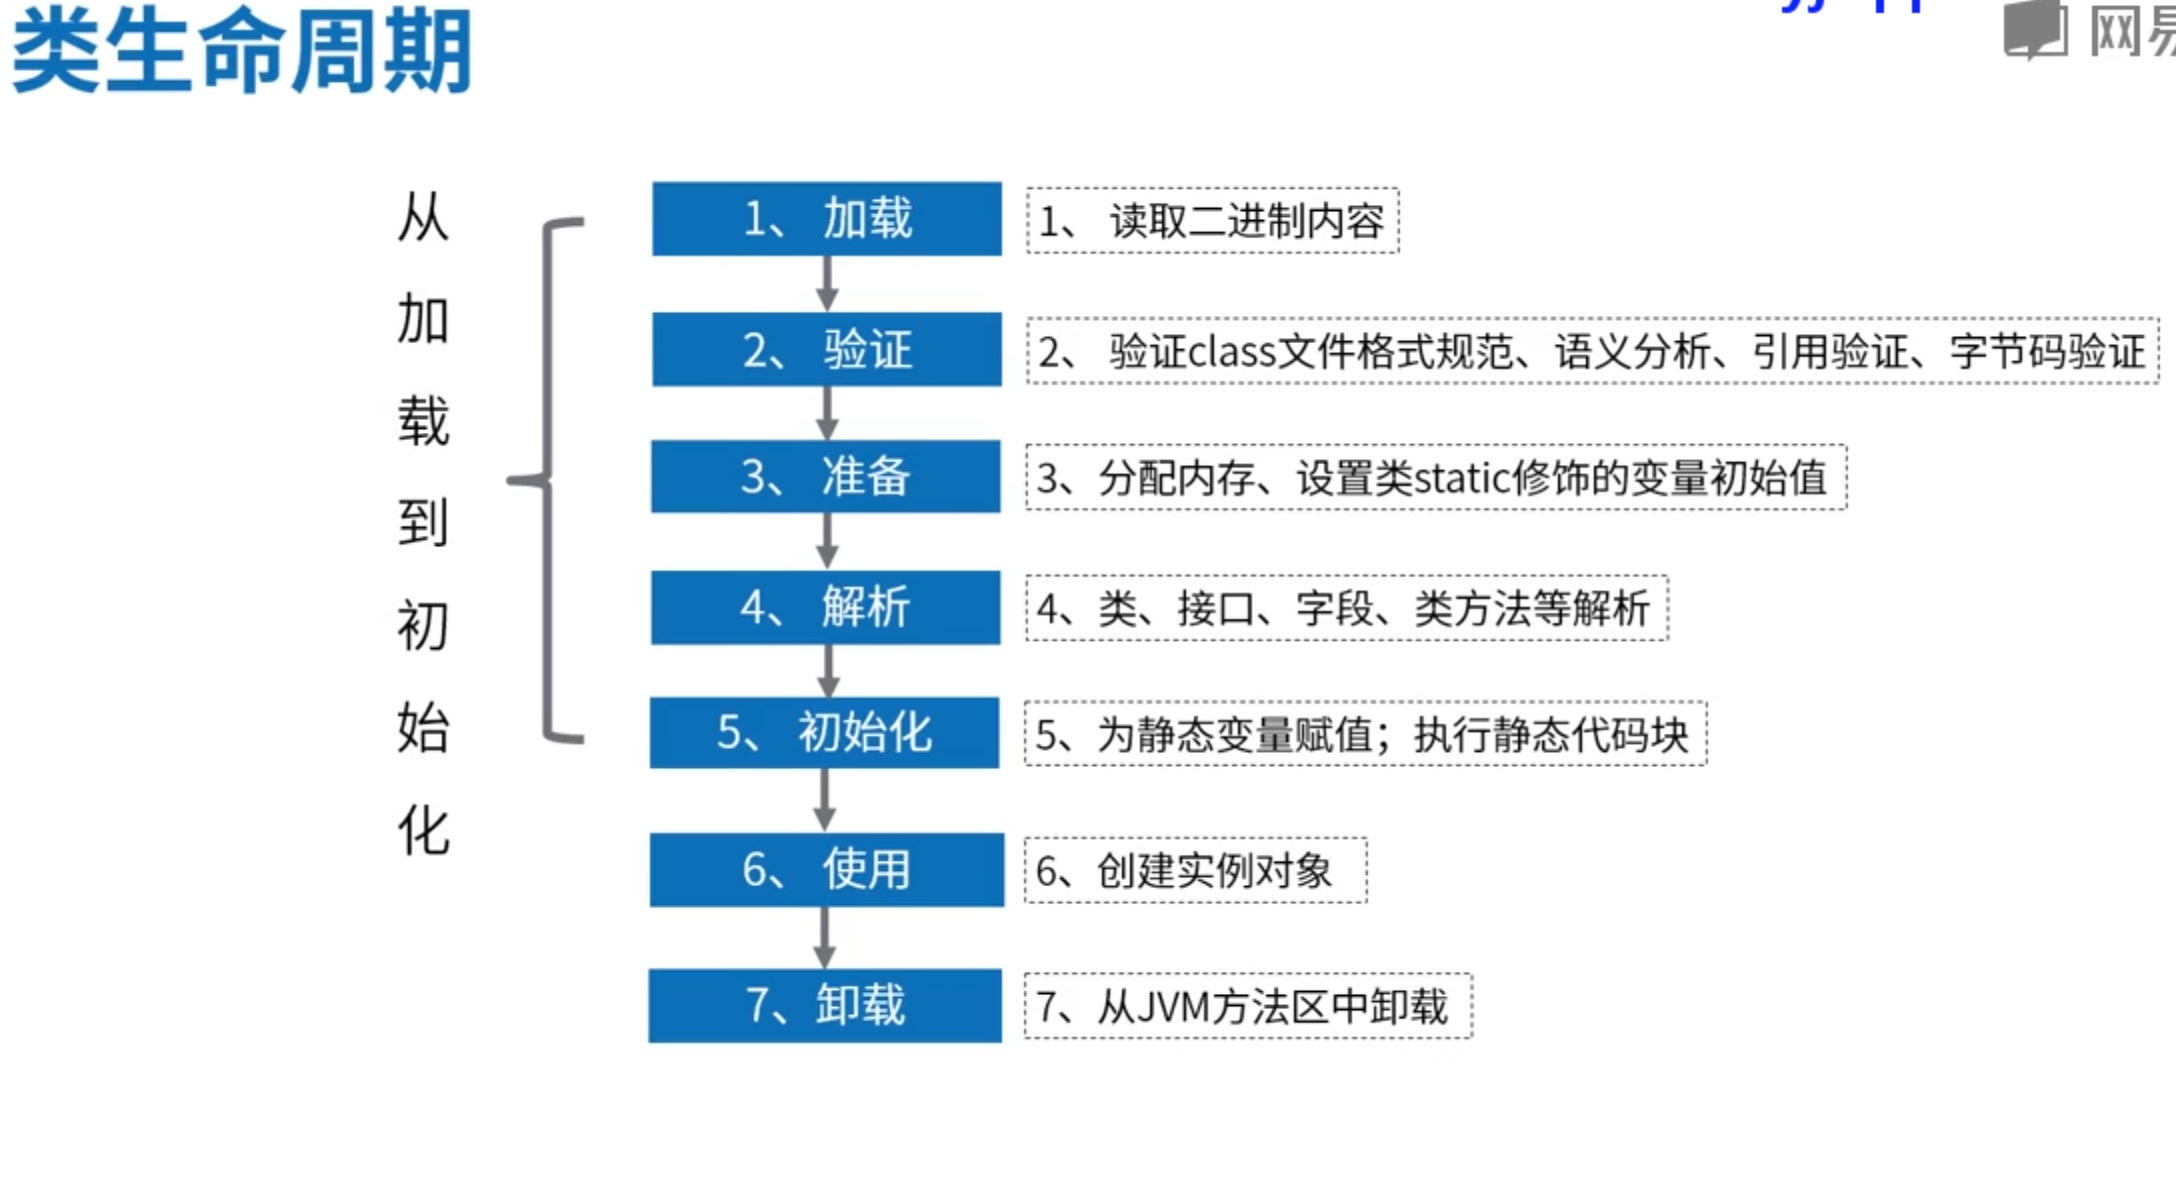 类生命周期
网易
从加载到初始化
1、 加载
1、 读取二进制内容
2、 验证
2、 验证class文件格式规范、语义分析、引用验证、字节码验证
3、 准备
3、分配内存、设置类static修饰的变量初始值
4、 解析
4、类、接口、字段、类方法等解析
5、 初始化
5、为静态变量赋值；执行静态代码块
6、 使用
6、创建实例对象
7、卸载
7、从JVM方法区中卸载